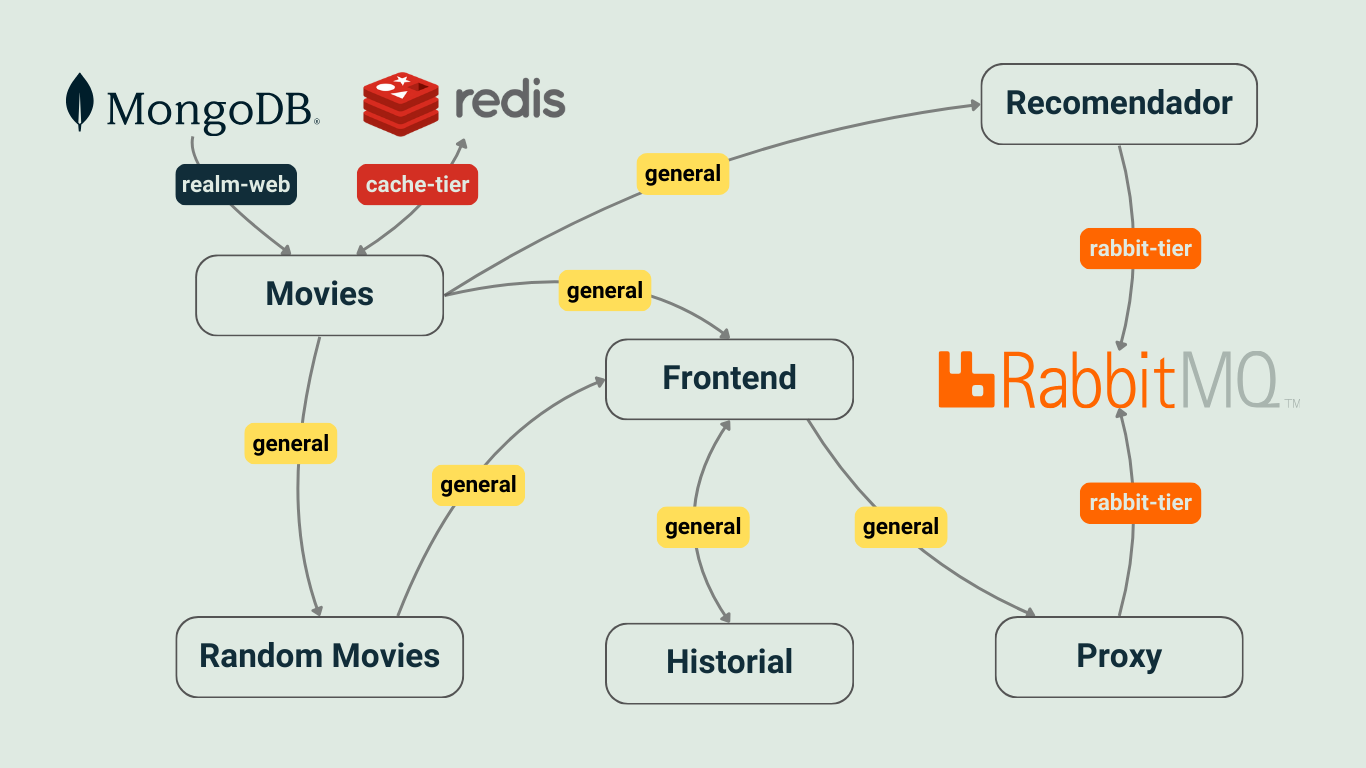 MongoDB®
redis
Recomendador
general
realm-web
cache-tier
rabbit-tier
Movies
general
Frontend
RabbitMQ™
general
general
general
general
rabbit-tier
Random Movies
Historial
Proxy